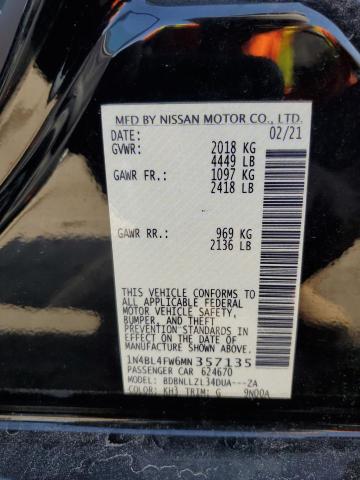 MFD BY NISSAN MOTOR CO., LTD.
DATE: 02/21
GVWR: 2018 KG
4449 LB
GAWR FR.: 1097 KG
2418 LB
GAWR RR.: 969 KG
2136 LB
THIS VEHICLE CONFORMS
TO ALL APPLICABLE FEDERAL
MOTOR VEHICLE SAFETY,
BUMPER, AND THEFT
PREVENTION STANDARDS IN
EFFECT ON THE DATE OF
MANUFACTURE SHOWN ABOVE.
1N4BL4FW6MN357135
PASSENGER CAR 624670
MODEL: BDBNLLZL34DUA---ZA
COLOR: KH3 TRIM: G 9N00A